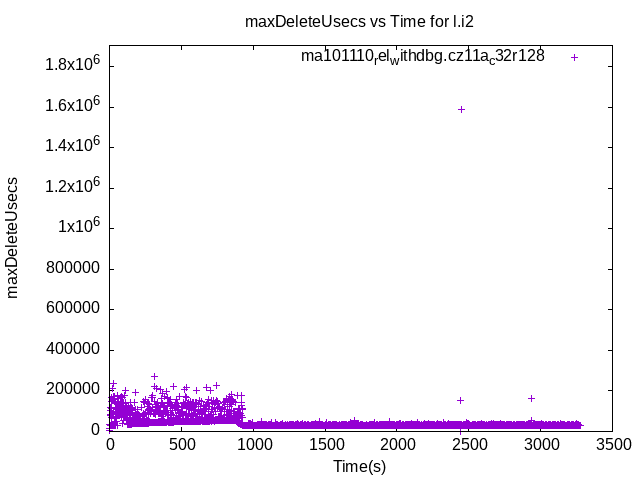 maxDeleteUsecs vs Time for l.i2
ma101110_relwithdbg.cz11a_c32r128
1.8x10^6
1.6x10^6
1.4x10^6
1.2x10^6
1x10^6
800000
600000
400000
200000
0
maxDeleteUsecs
0 500 1000 1500 2000 2500 3000 3500
Time(s)